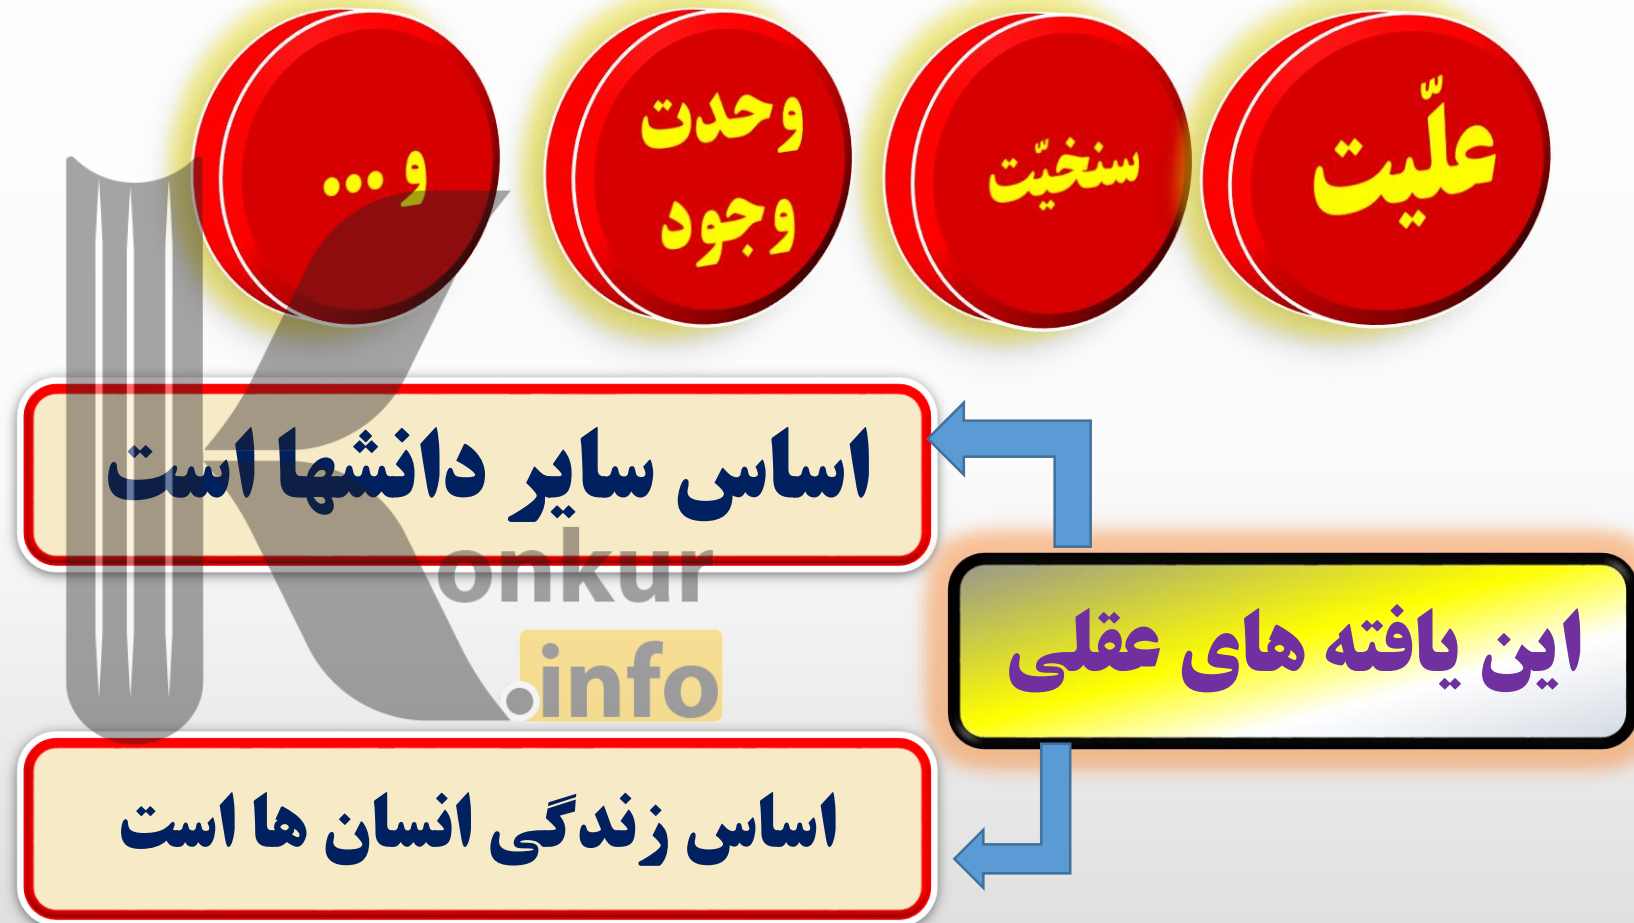 علّیت
سنخیّت
وحدت
وجود
و ...
اساس سایر دانشها است
این یافته های عقلی
اساس زندگی انسان ها است
Konkur
.info